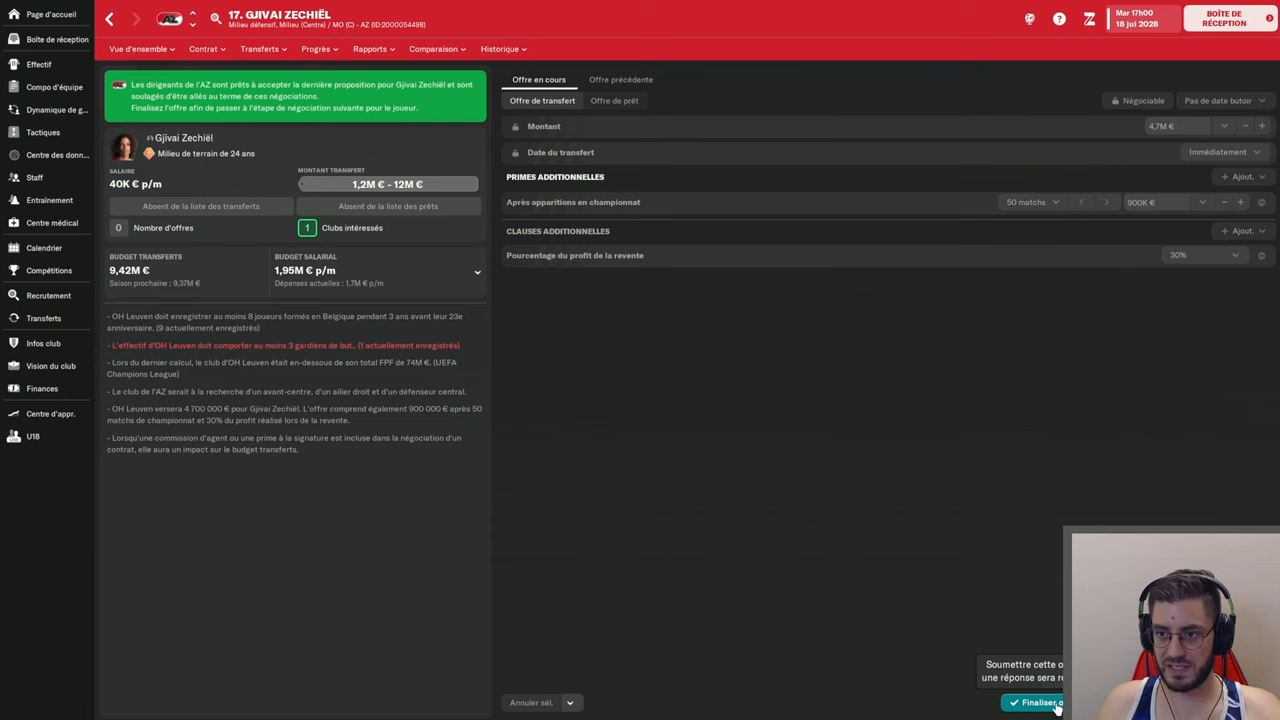 Page d'accueil
Boîte de réception
Effectif
Compo d'équipe
Dynamique de g...
Tactiques
Centre des donn...
Staff
Entraînement
Centre médical
Calendrier
Compétitions
Recrutement
Transferts
Infos club
Vision du club
Finances
Centre d'appr.
U18
17. GJIVAI ZECHIËL
Milieu défensif, Milieu (Centre) / MO (C) - AZ (ID:2000054498)
Mar 17h00
18 jui 2028
BOÎTE DE
RÉCEPTION
Vue d'ensemble
Contrat
Transferts
Progrès
Rapports
Comparaison
Historique
Les dirigeants de l'AZ sont prêts à accepter la dernière proposition pour Gjivai Zechiël et sont
soulagés d'être allés au terme de ces négociations.
Finalisez l'offre afin de passer à l'étape de négociation suivante pour le joueur.
Gjivai Zechiël
Milieu de terrain de 24 ans
SALAIRE
40K € p/m
MONTANT TRANSFERT
1,2M € - 12M €
Absent de la liste des transferts
Absent de la liste des prêts
0 Nombre d'offres
1 Clubs intéressés
BUDGET TRANSFERTS
9,42M €
Saison prochaine : 9,37M €
BUDGET SALARIAL
1,95M € p/m
Dépenses actuelles : 1,7M € p/m
- OH Leuven doit enregistrer au moins 8 joueurs formés en Belgique pendant 3 ans avant leur 23e
anniversaire. (9 actuellement enregistrés)
- L'effectif d'OH Leuven doit comporter au moins 3 gardiens de but.. (1 actuellement enregistrés)
- Lors du dernier calcul, le club d'OH Leuven était en-dessous de son total FPF de 74M €. (UEFA
Champions League)
- Le club de l'AZ serait à la recherche d'un avant-centre, d'un ailier droit et d'un défenseur central.
- OH Leuven versera 4 700 000 € pour Gjivai Zechiël. L'offre comprend également 900 000 € après 50
matchs de championnat et 30% du profit réalisé lors de la revente.
- Lorsqu'une commission d'agent ou une prime à la signature est incluse dans la négociation d'un
contrat, elle aura un impact sur le budget transferts.
Offre en cours
Offre précédente
Offre de transfert
Offre de prêt
Négociable
Pas de date butoir
Montant
4,7M €
Date du transfert
Immédiatement
PRIMES ADDITIONNELLES
Ajout.
Après apparitions en championnat
50 matchs
900K €
CLAUSES ADDITIONNELLES
Ajout.
Pourcentage du profit de la revente
30%
Soumettre cette o
une réponse sera re
Annuler sél.
Finaliser o